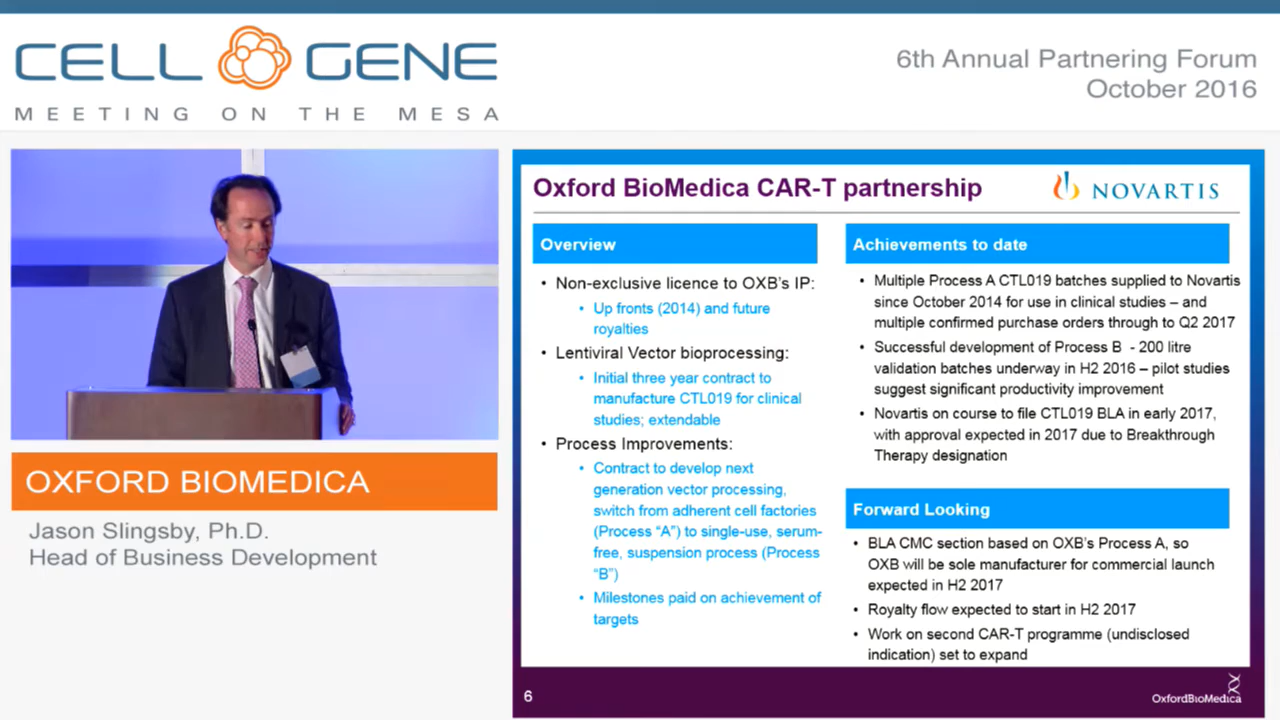 CELL GENE
MEETING ON THE MESA
6th Annual Partnering Forum
October 2016
OXFORD BIOMEDICA
Jason Slingsby, Ph.D.
Head of Business Development
Oxford BioMedica CAR-T partnership
NOVARTIS
Overview
• Non-exclusive licence to OXB's IP:
• Up fronts (2014) and future
royalties
• Lentiviral Vector bioprocessing:
• Initial three year contract to
manufacture CTL019 for clinical
studies; extendable
• Process Improvements:
• Contract to develop next
generation vector processing,
switch from adherent cell factories
(Process “A”) to single-use, serum-
free, suspension process (Process
“B”)
• Milestones paid on achievement of
targets
Achievements to date
• Multiple Process A CTL019 batches supplied to Novartis
since October 2014 for use in clinical studies – and
multiple confirmed purchase orders through to Q2 2017
• Successful development of Process B - 200 litre
validation batches underway in H2 2016 – pilot studies
suggest significant productivity improvement
• Novartis on course to file CTL019 BLA in early 2017,
with approval expected in 2017 due to Breakthrough
Therapy designation
Forward Looking
• BLA CMC section based on OXB's Process A, so
OXB will be sole manufacturer for commercial launch
expected in H2 2017
• Royalty flow expected to start in H2 2017
• Work on second CAR-T programme (undisclosed
indication) set to expand
6
OxfordBioMedica